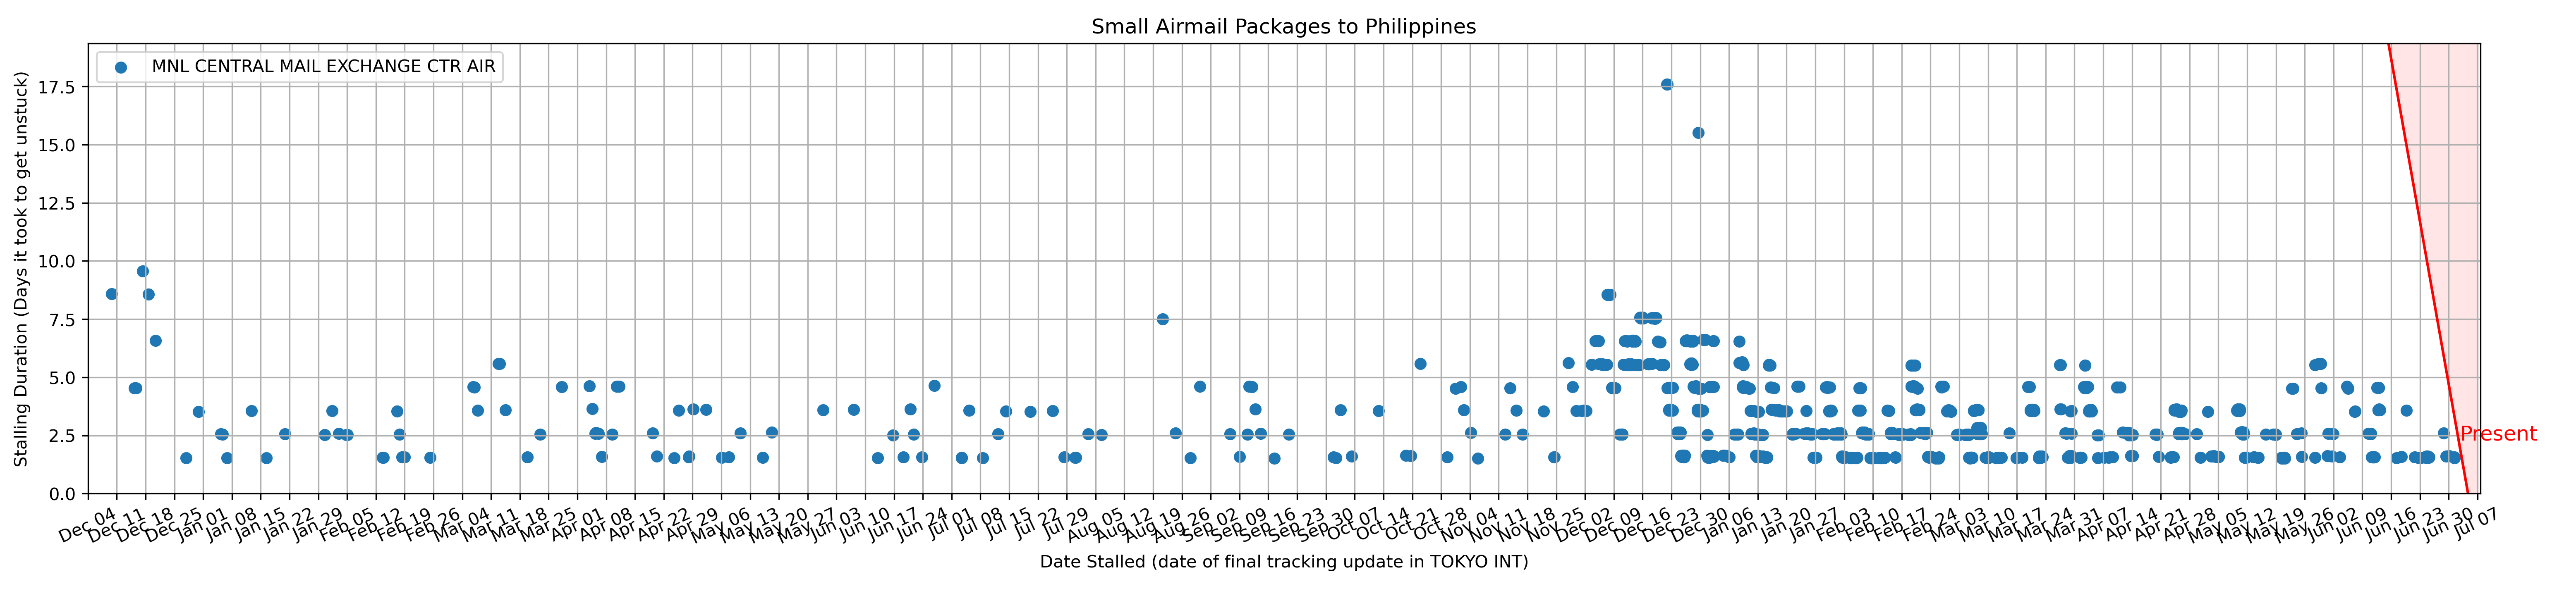 Small Airmail Packages to Philippines
MNL CENTRAL MAIL EXCHANGE CTR AIR
Stalling Duration (Days it took to get unstuck)
17.5
15.0
12.5
10.0
7.5
5.0
2.5
0.0
Present
Dec 04 Dec 11 Dec 18 Dec 25 Jan 01 Jan 08 Jan 15 Jan 22 Jan 29 Feb 05 Feb 12 Feb 19 Feb 26 Mar 04 Mar 11 Mar 18 Mar 25 Apr 01 Apr 08 Apr 15 Apr 22 Apr 29 May 06 May 13 May 20 May 27 Jun 03 Jun 10 Jun 17 Jun 24 Jul 01 Jul 08 Jul 15 Jul 22 Jul 29 Aug 05 Aug 12 Aug 19 Aug 26 Sep 02 Sep 09 Sep 16 Sep 23 Sep 30 Oct 07 Oct 14 Oct 21 Oct 28 Nov 04 Nov 11 Nov 18 Nov 25 Dec 02 Dec 09 Dec 16 Dec 23 Dec 30 Jan 06 Jan 13 Jan 20 Jan 27 Feb 03 Feb 10 Feb 17 Feb 24 Mar 03 Mar 10 Mar 17 Mar 24 Mar 31 Apr 07 Apr 14 Apr 21 Apr 28 May 05 May 12 May 19 May 26 Jun 02 Jun 09 Jun 16 Jun 23 Jun 30 Jul 07
Date Stalled (date of final tracking update in TOKYO INT)